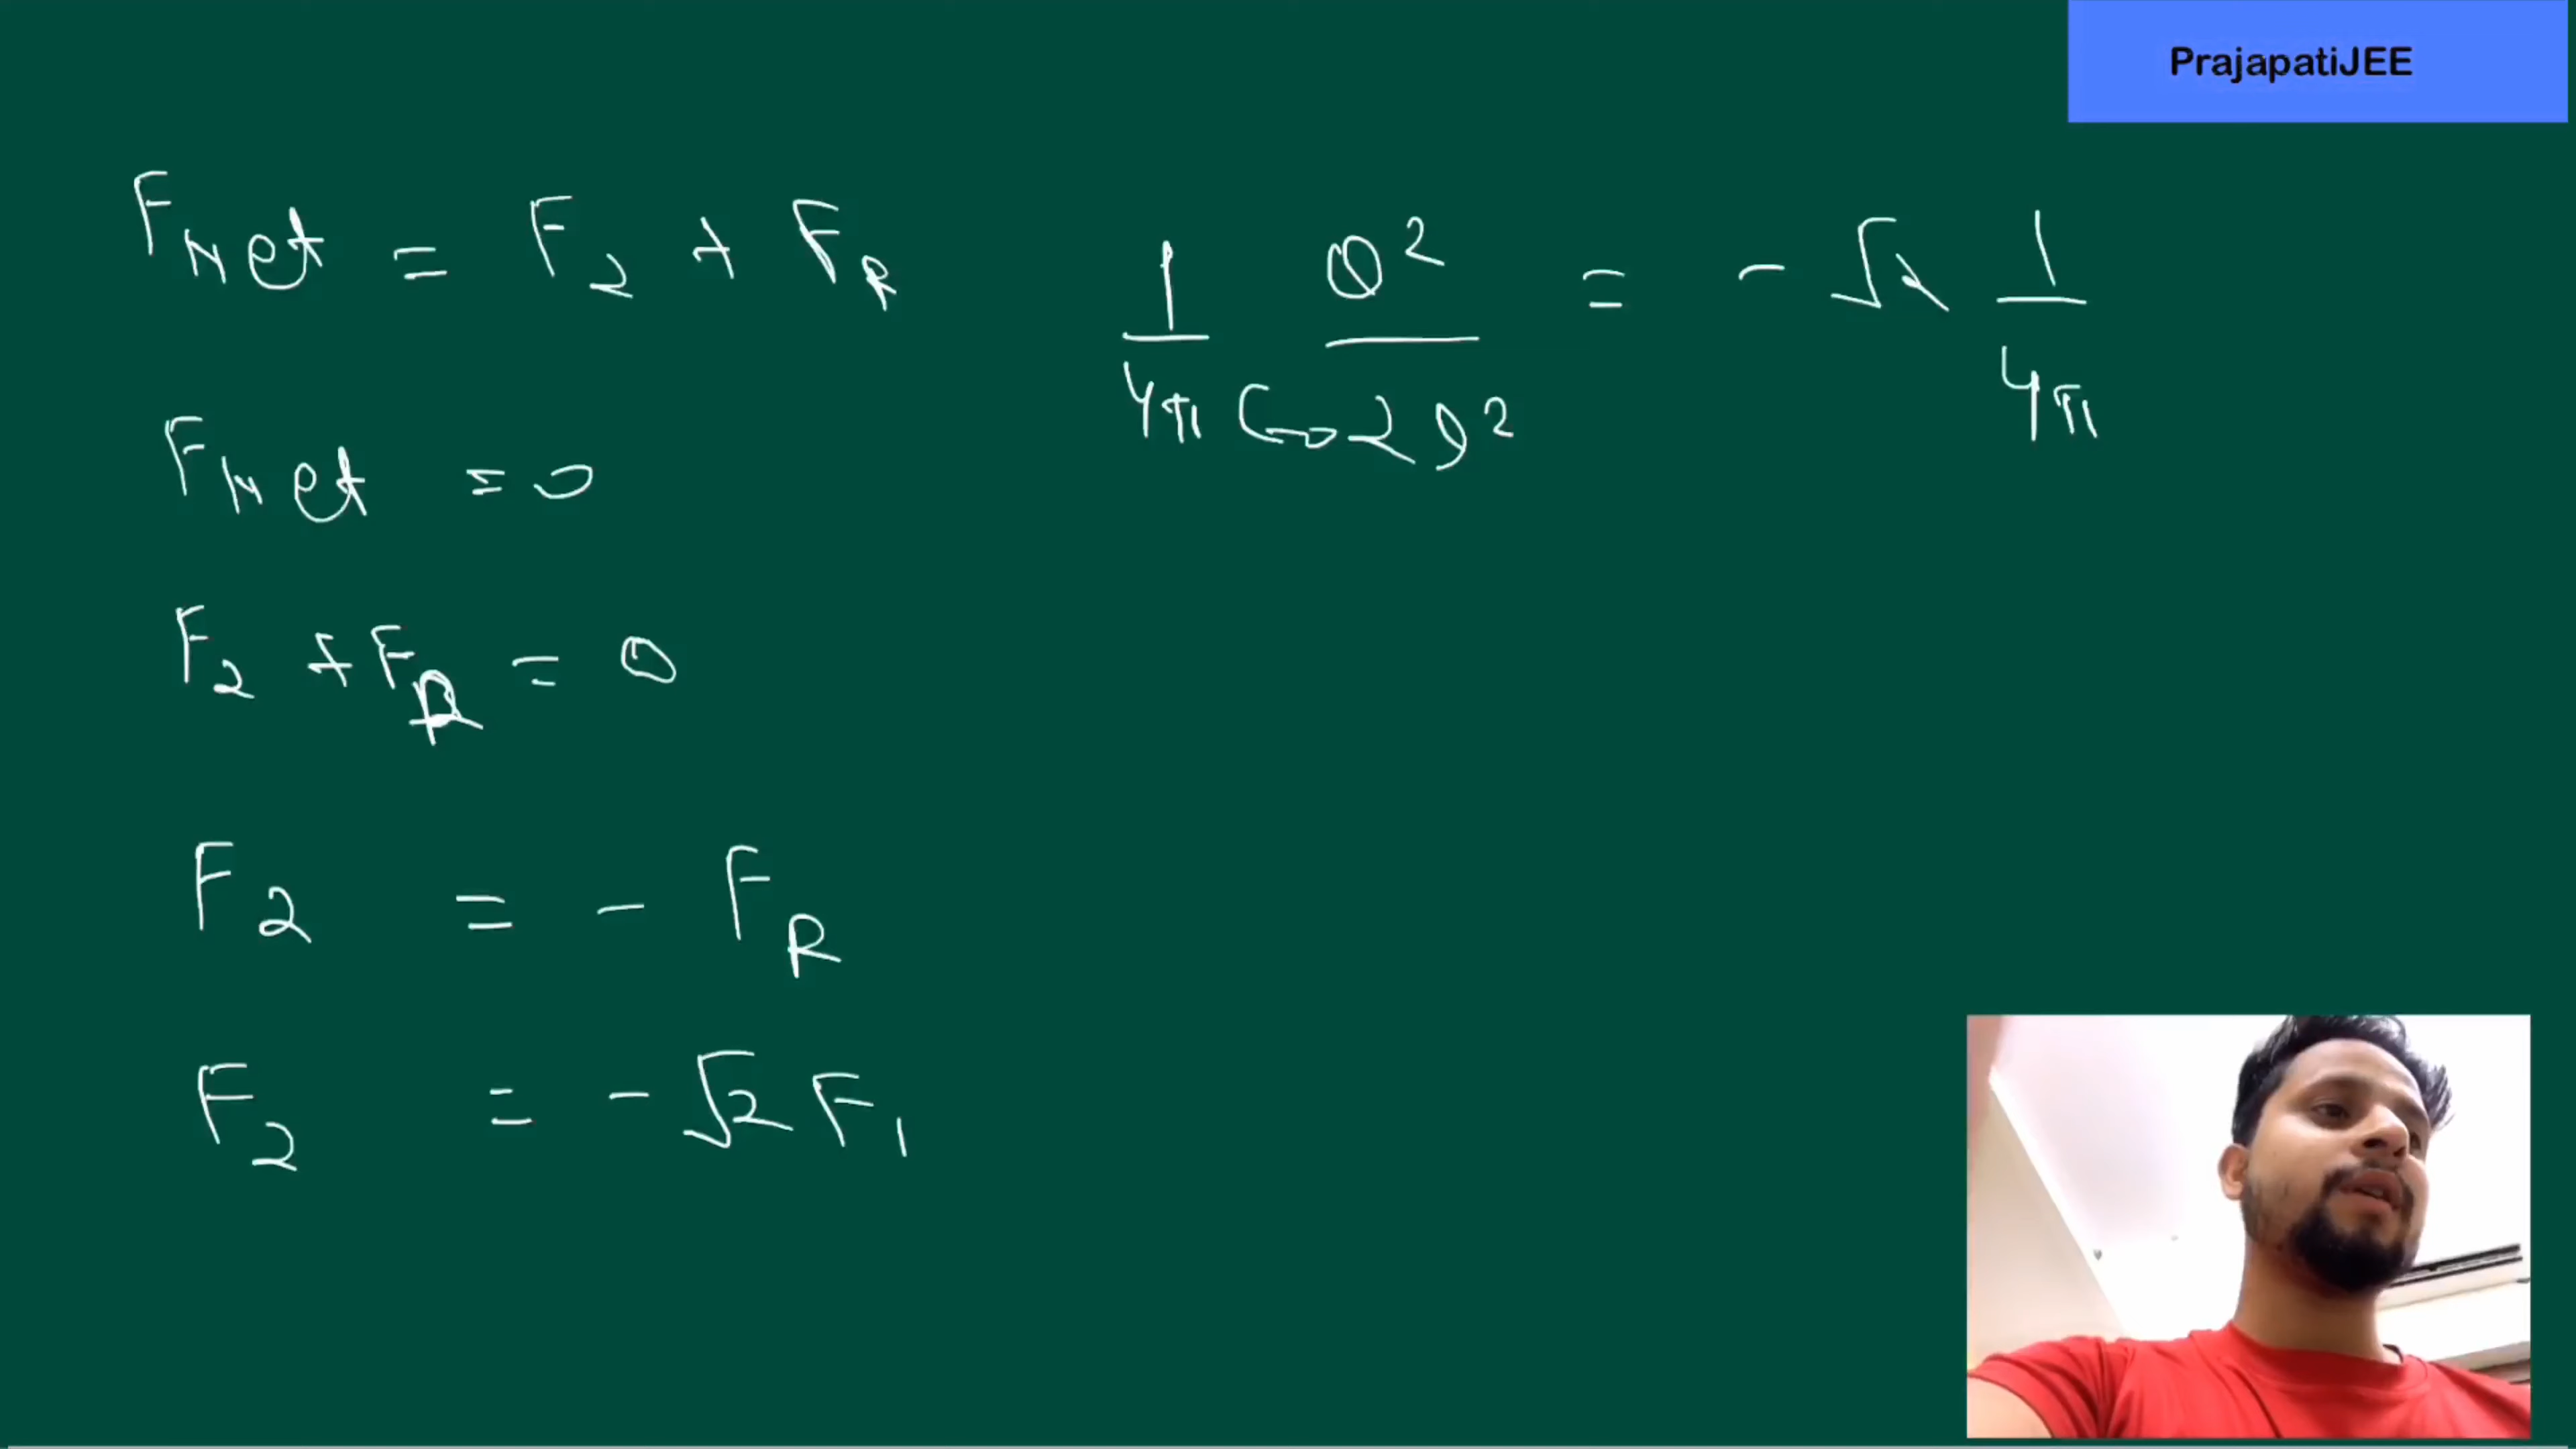 PrajapatiJEE
F_Net = F_2 + F_R
F_Net = 0
F_2 + F_R = 0
F_2 = - F_R
F_2 = - √2 F_1
1/4π∈0 Q²/2a² = - √2 1/4π